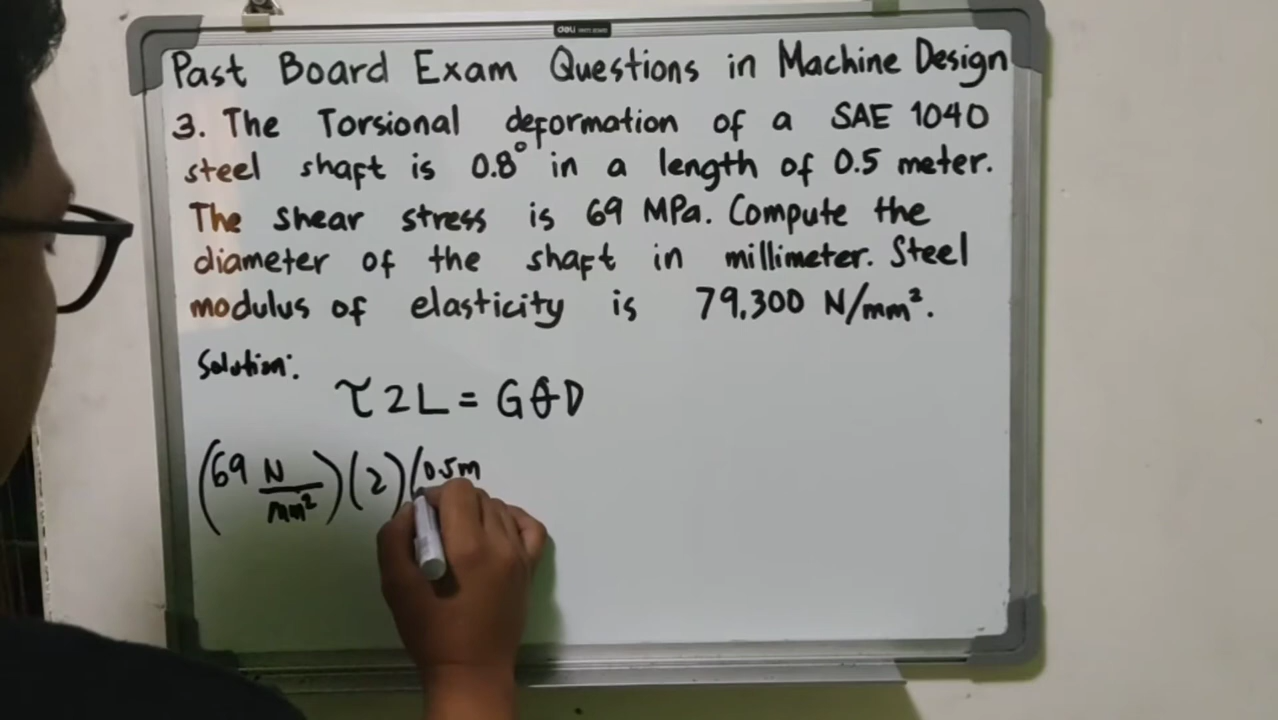 deli
Past Board Exam Questions in Machine Design
3. The Torsional deformation of a SAE 1040
steel shaft is 0.8° in a length of 0.5 meter.
The shear stress is 69 MPa. Compute the
diameter of the shaft in millimeter. Steel
modulus of elasticity is 79,300 N/mm².
Solution:
τ2L = GθD
(69 N/mm²)(2)(0.5m